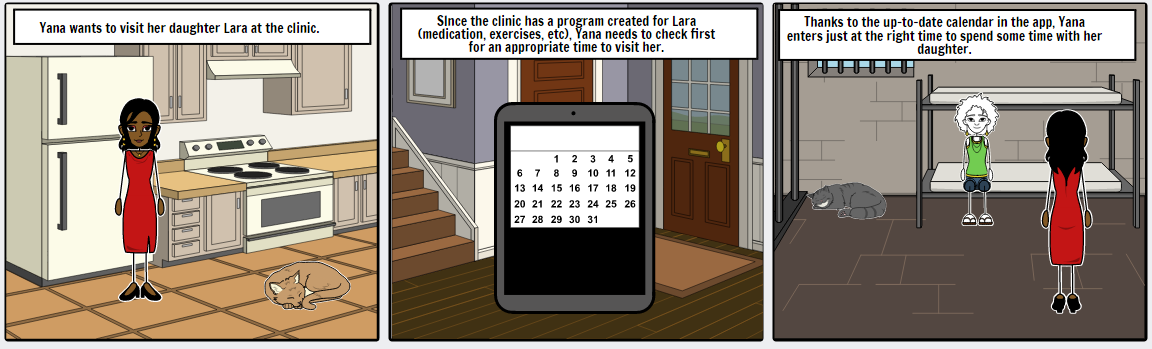 Yana wants to visit her daughter Lara at the clinic.
SInce the clinic has a program created for Lara
(medication, exercises, etc), Yana needs to check first
for an appropriate time to visit her.
1 2 3 4 5
6 7 8 9 10 11 12
13 14 15 16 17 18 19
20 21 22 23 24 25 26
27 28 29 30 31
Thanks to the up-to-date calendar in the app, Yana
enters just at the right time to spend some time with her
daughter.